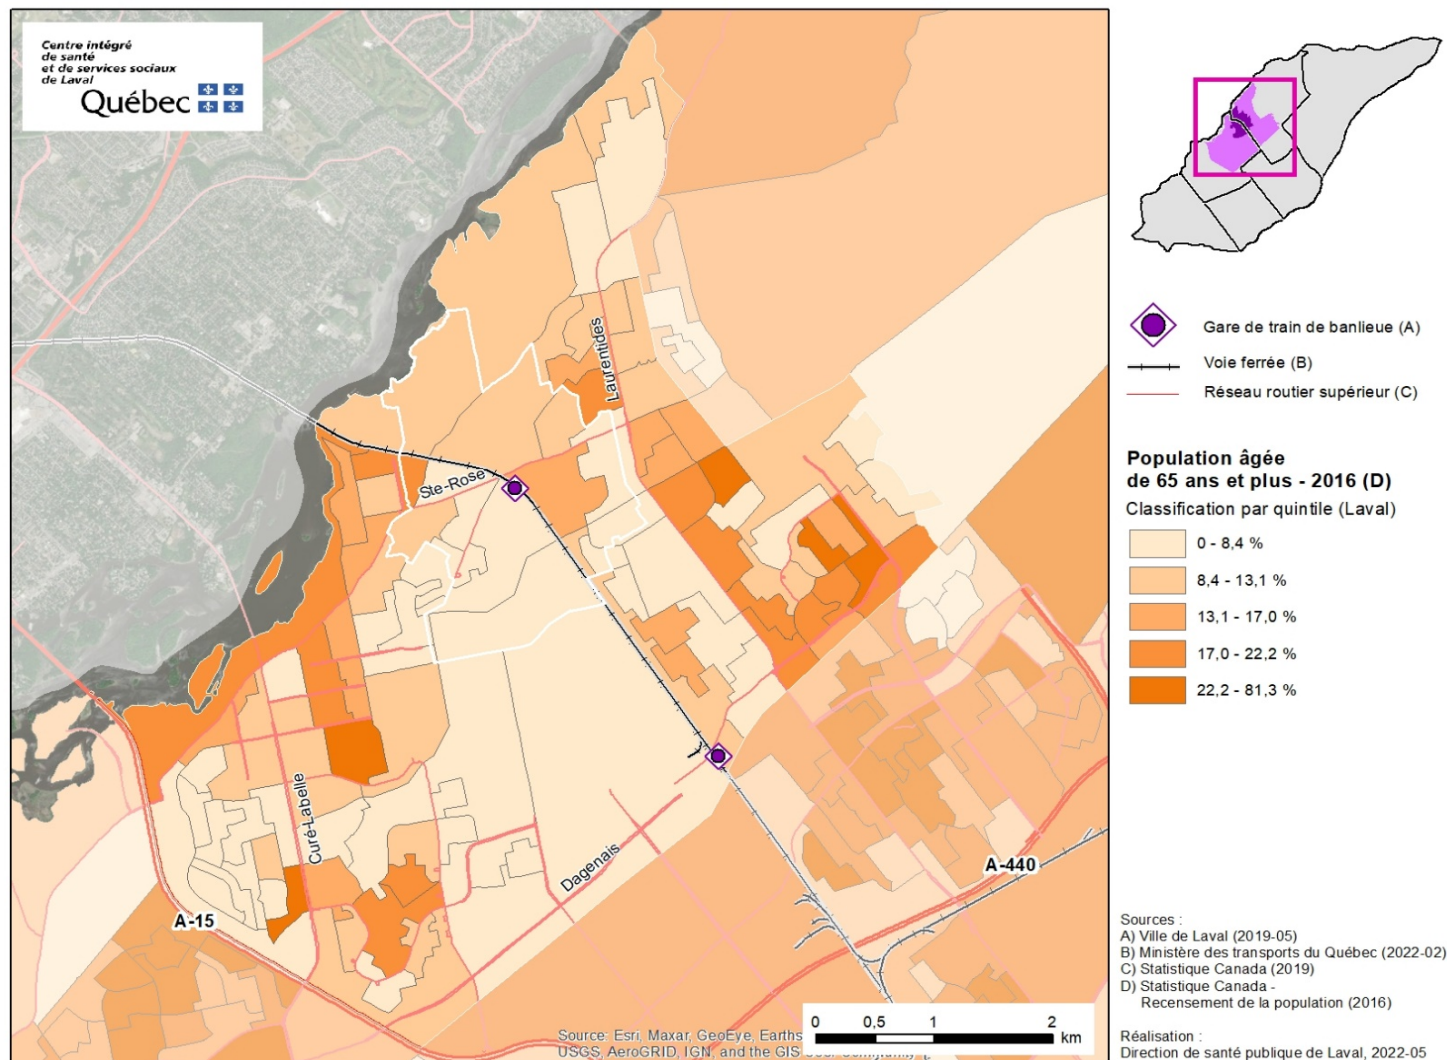 Centre intégré
de santé
et de services sociaux
de Laval
Québec
Laurentides
Ste-Rose
Curé-Labelle
Dagenais
A-15
A-440
Source: Esri, Maxar, GeoEye, Earths
USGS, AeroGRID, IGN, and the GIS User Community
0 0,5 1 2
km
Gare de train de banlieue (A)
Voie ferrée (B)
Réseau routier supérieur (C)
Population âgée
de 65 ans et plus - 2016 (D)
Classification par quintile (Laval)
0 - 8,4 %
8,4 - 13,1 %
13,1 - 17,0 %
17,0 - 22,2 %
22,2 - 81,3 %
Sources :
A) Ville de Laval (2019-05)
B) Ministère des transports du Québec (2022-02)
C) Statistique Canada (2019)
D) Statistique Canada -
Recensement de la population (2016)
Réalisation :
Direction de santé publique de Laval, 2022-05